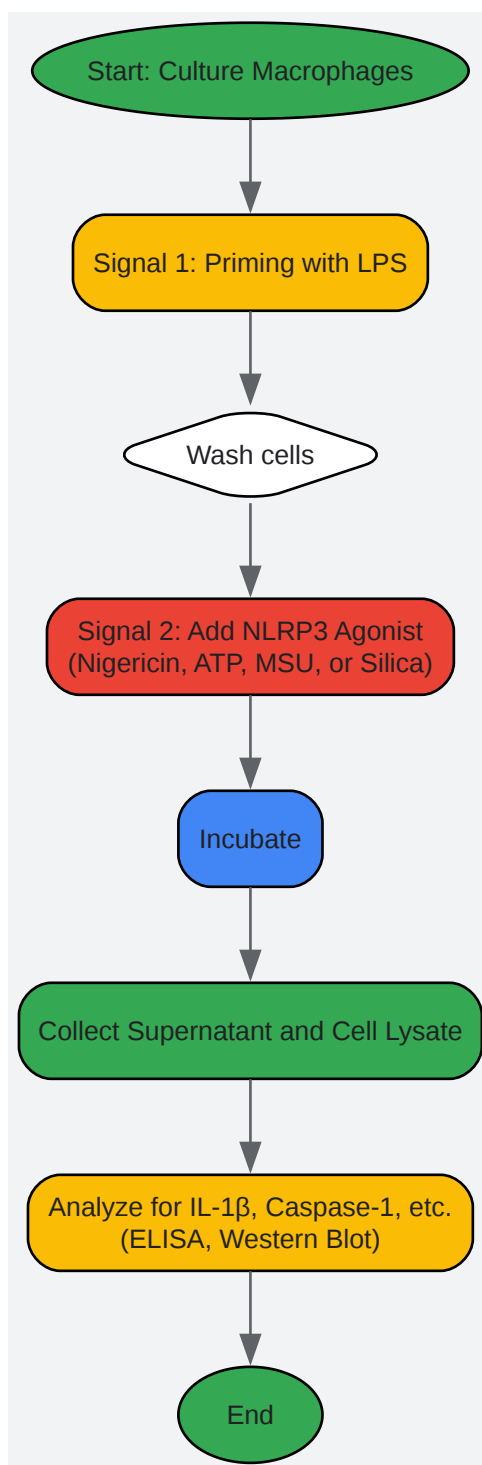 Start: Culture Macrophages
Signal 1: Priming with LPS
Wash cells
Signal 2: Add NLRP3 Agonist
(Nigericin, ATP, MSU, or Silica)
Incubate
Collect Supernatant and Cell Lysate
Analyze for IL-1β, Caspase-1, etc.
(ELISA, Western Blot)
End